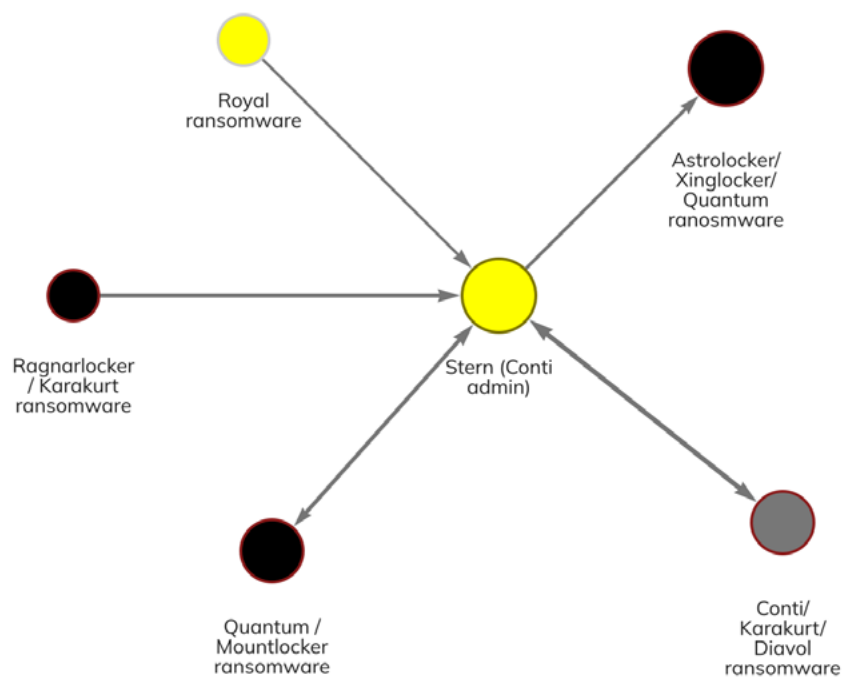 Royal
ransomware
Astrolocker/
Xinglocker/
Quantum
ranosmware
Ragnarlocker
/ Karakurt
ransomware
Stern (Conti
admin)
Quantum /
Mountlocker
ransomware
Conti/
Karakurt/
Diavol
ransomware